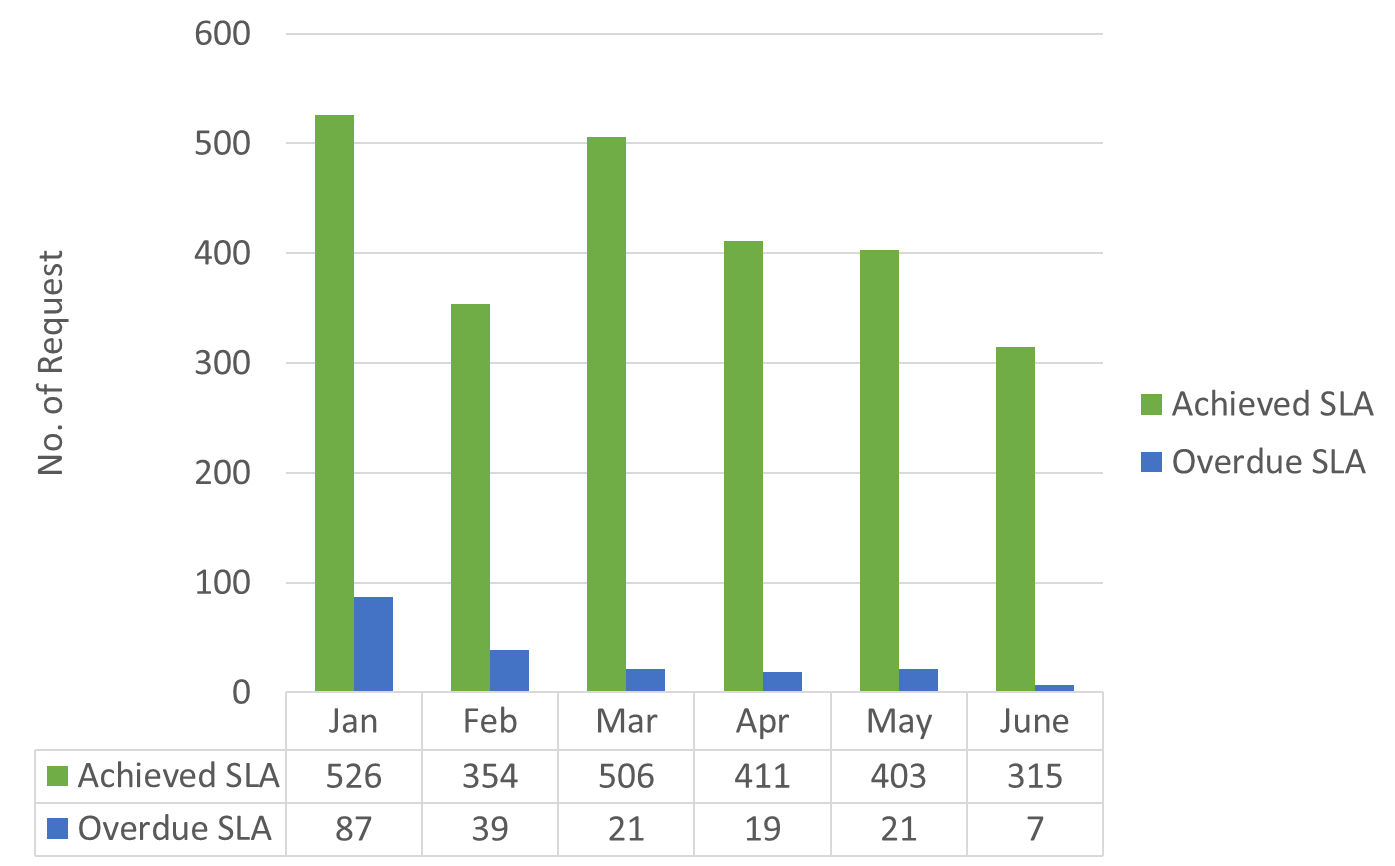 600
500
400
300
200
100
0
No. of Request
Achieved SLA
Overdue SLA
Jan Feb Mar Apr May June
Achieved SLA 526 354 506 411 403 315
Overdue SLA 87 39 21 19 21 7